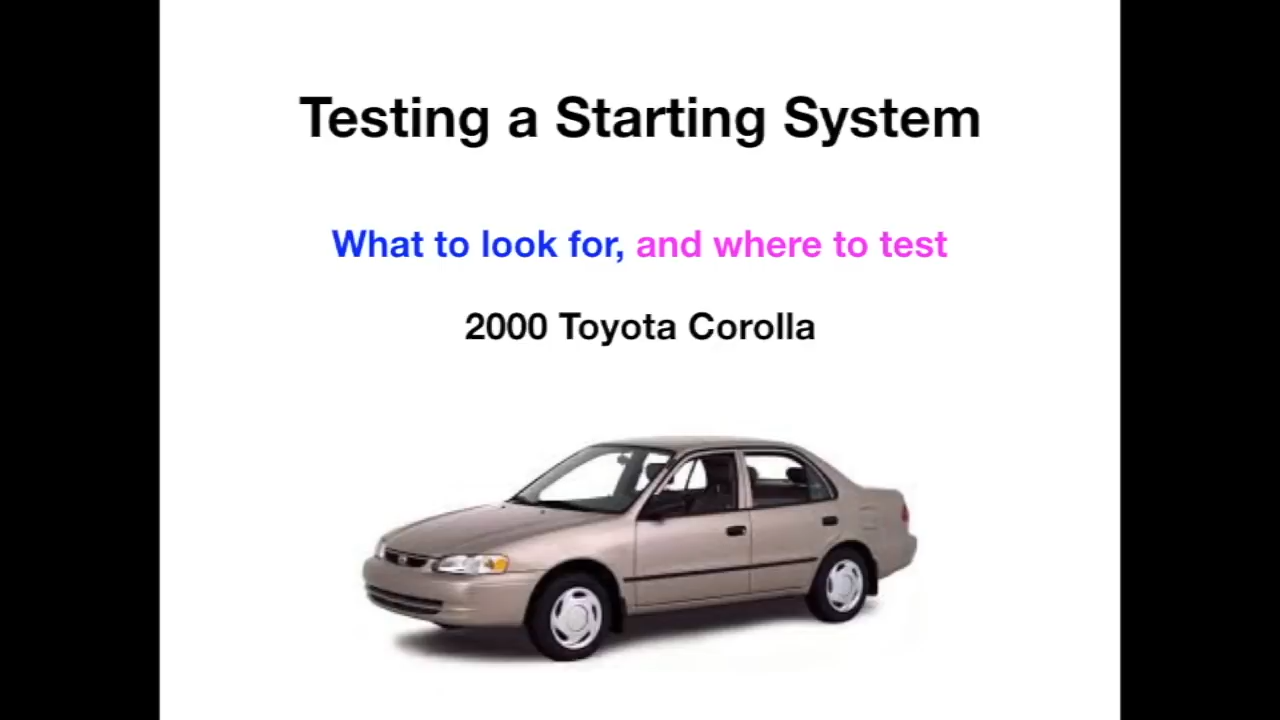 Testing a Starting System
What to look for, and where to test
2000 Toyota Corolla